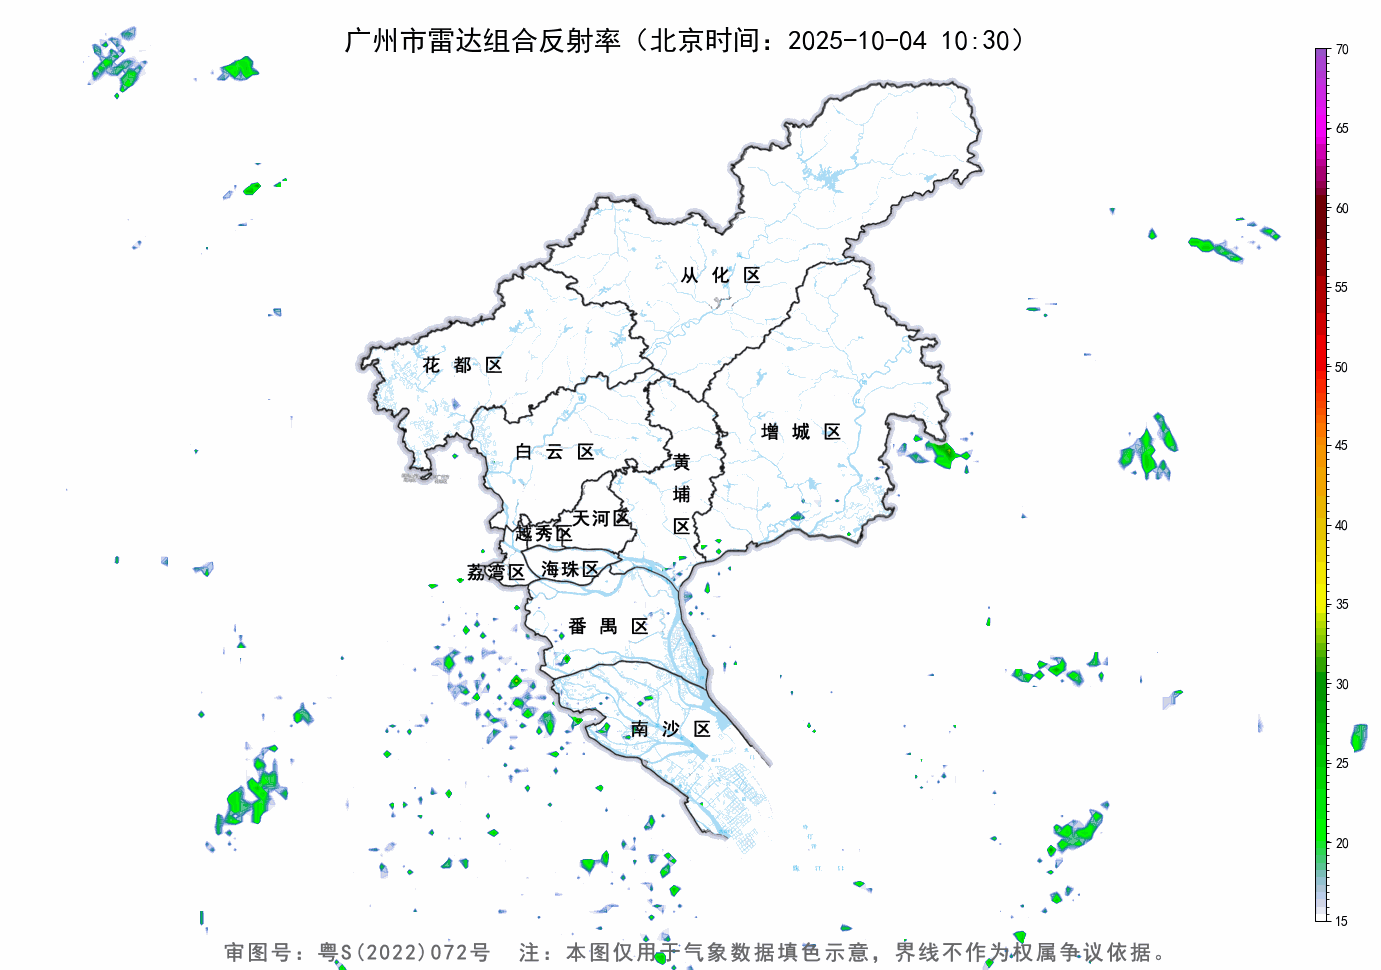 广州市雷达组合反射率（北京时间：2025-10-04 10:30）
70
65
60
55
50
45
40
35
30
25
20
15
从化区
花都区
增城区
白云区
黄埔区
天河区
越秀区
荔湾区
海珠区
番禺区
南沙区
审图号：粤S(2022)072号 注：本图仅用于气象数据填色示意，界线不作为权属争议依据。